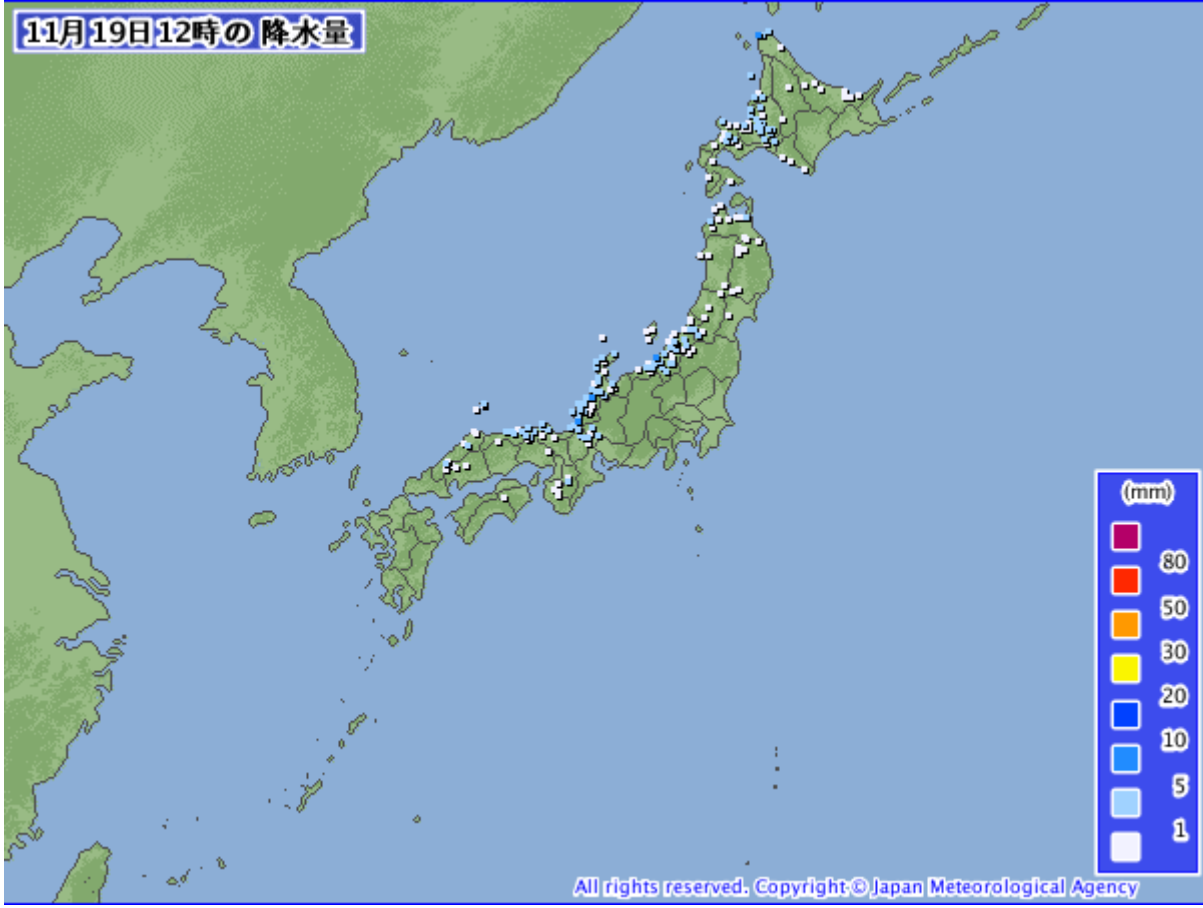 11月19日12時の 降水量
(mm)
80
50
30
20
10
5
1
All rights reserved. Copyright © Japan Meteorological Agency